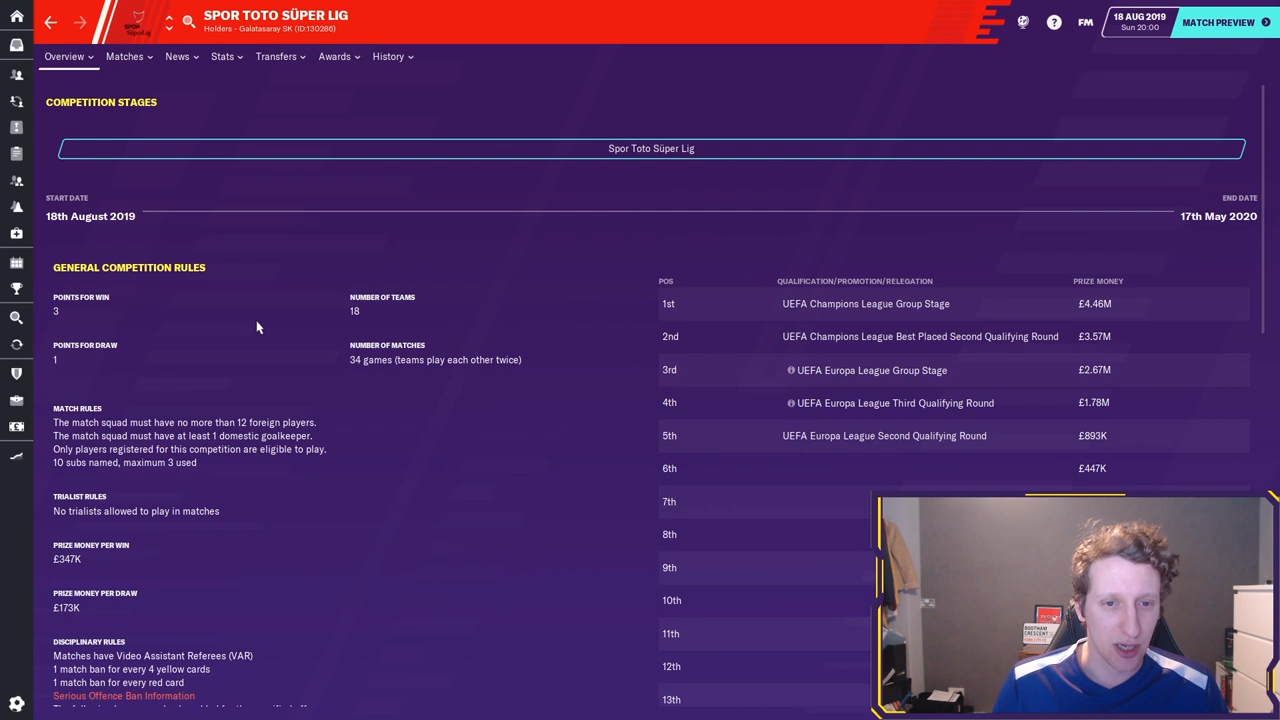 SPOR TOTO SÜPER LIG
Holders - Galatasaray SK (ID:130286)
FM
18 AUG 2019
Sun 20:00
MATCH PREVIEW
Overview
Matches
News
Stats
Transfers
Awards
History
COMPETITION STAGES
Spor Toto Süper Lig
START DATE
18th August 2019
END DATE
17th May 2020
GENERAL COMPETITION RULES
POINTS FOR WIN
3
NUMBER OF TEAMS
18
POINTS FOR DRAW
1
NUMBER OF MATCHES
34 games (teams play each other twice)
MATCH RULES
The match squad must have no more than 12 foreign players.
The match squad must have at least 1 domestic goalkeeper.
Only players registered for this competition are eligible to play.
10 subs named, maximum 3 used
TRIALIST RULES
No trialists allowed to play in matches
PRIZE MONEY PER WIN
£347K
PRIZE MONEY PER DRAW
£173K
DISCIPLINARY RULES
Matches have Video Assistant Referees (VAR)
1 match ban for every 4 yellow cards
1 match ban for every red card
Serious Offence Ban Information
POS QUALIFICATION/PROMOTION/RELEGATION PRIZE MONEY
1st UEFA Champions League Group Stage £4.46M
2nd UEFA Champions League Best Placed Second Qualifying Round £3.57M
3rd UEFA Europa League Group Stage £2.67M
4th UEFA Europa League Third Qualifying Round £1.78M
5th UEFA Europa League Second Qualifying Round £893K
6th £447K
7th
8th
9th
10th
11th
12th
13th
BOOTHAM
CRESCENT